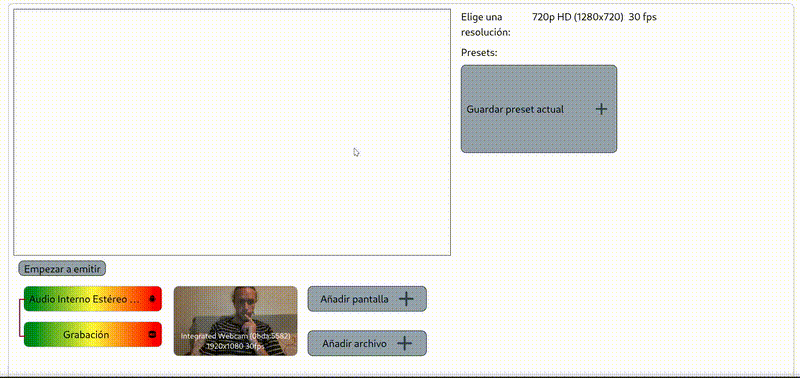 Elige una
resolución:
720p HD (1280x720) 30 fps
Presets:
Guardar preset actual
Empezar a emitir
Audio Interno Estéreo ...
Grabación
Integrated Webcam (0bda:5582)
1920x1080 30fps
Añadir pantalla
Añadir archivo